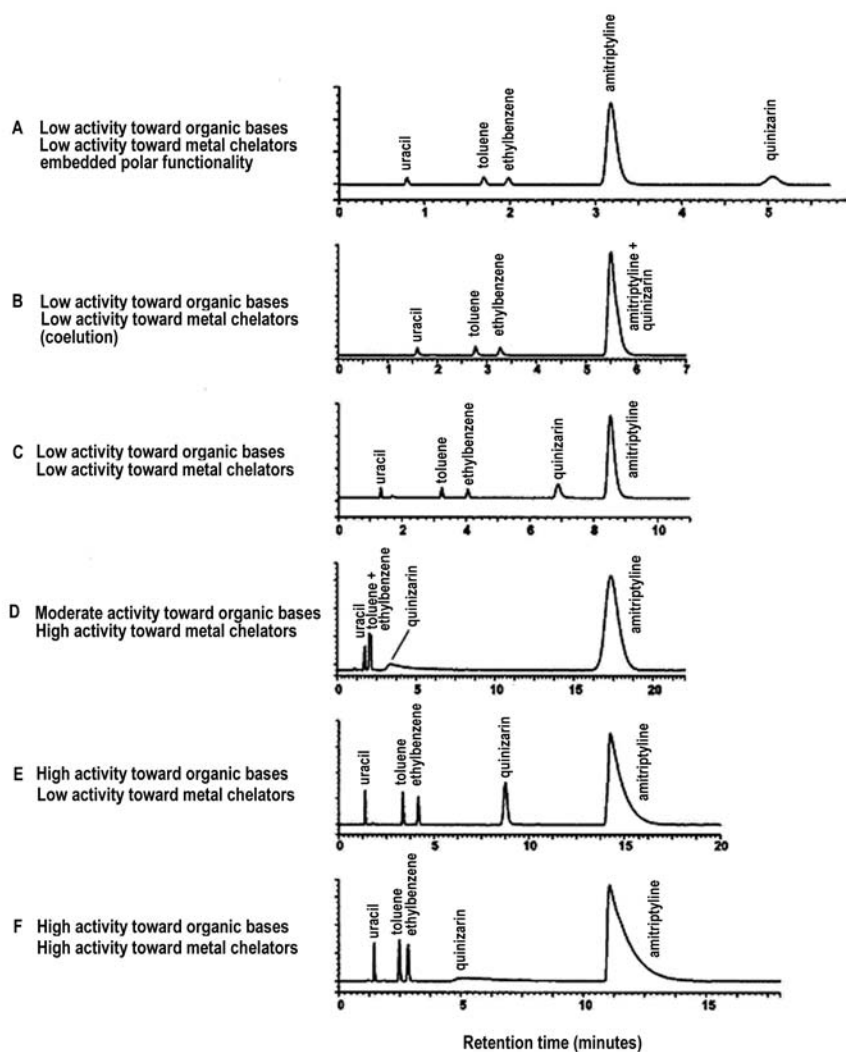 amitriptyline
A Low activity toward organic bases
Low activity toward metal chelators
embedded polar functionality
uracil
toluene
ethylbenzene
quinizarin
0 1 2 3 4 5
B Low activity toward organic bases
Low activity toward metal chelators
(coelution)
uracil
toluene
ethylbenzene
amitriptyline +
quinizarin
0 1 2 3 4 5 6 7
C Low activity toward organic bases
Low activity toward metal chelators
uracil
toluene
ethylbenzene
quinizarin
amitriptyline
0 2 4 6 8 10
D Moderate activity toward organic bases
High activity toward metal chelators
uracil
toluene +
ethylbenzene
quinizarin
amitriptyline
0 5 10 15 20
E High activity toward organic bases
Low activity toward metal chelators
uracil
toluene
ethylbenzene
quinizarin
amitriptyline
5 10 15 20
F High activity toward organic bases
High activity toward metal chelators
uracil
toluene
ethylbenzene
quinizarin
amitriptyline
0 5 10 15
Retention time (minutes)